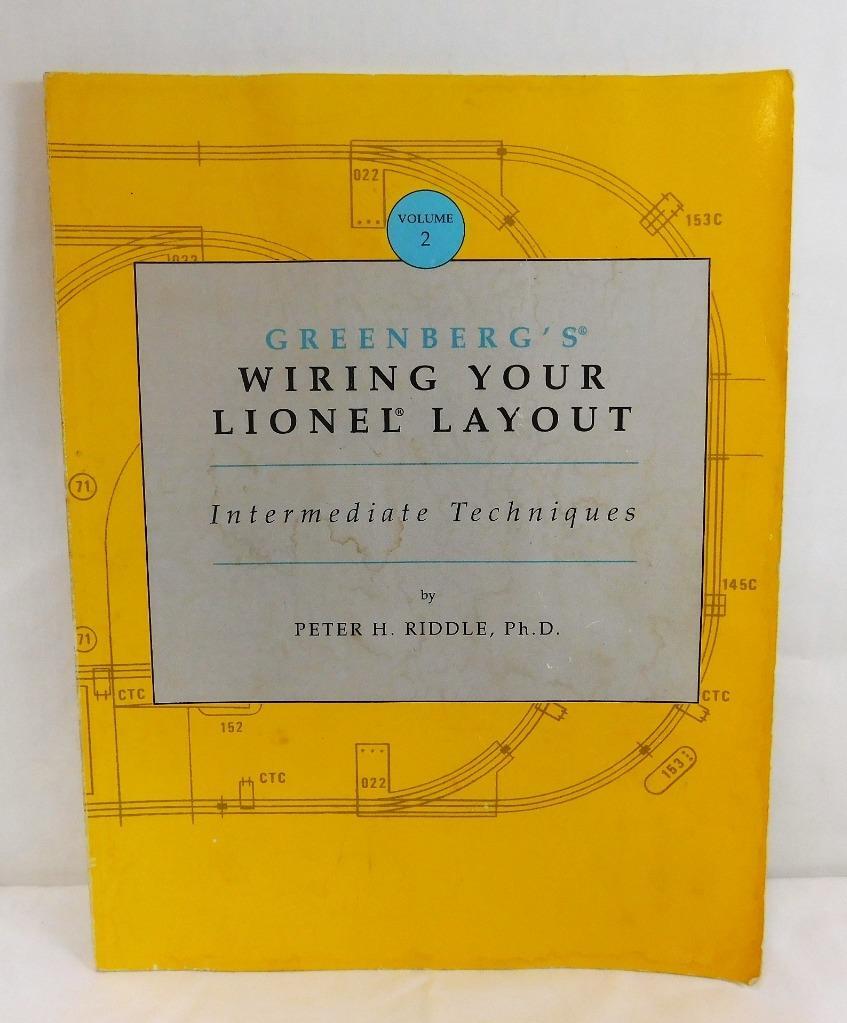 022
153C
VOLUME
2
GREENBERG'S®
WIRING YOUR
LIONEL® LAYOUT
Intermediate Techniques
71
by
145C
PETER H. RIDDLE, Ph.D.
71
CTC
CTC
152
153
CTC
022